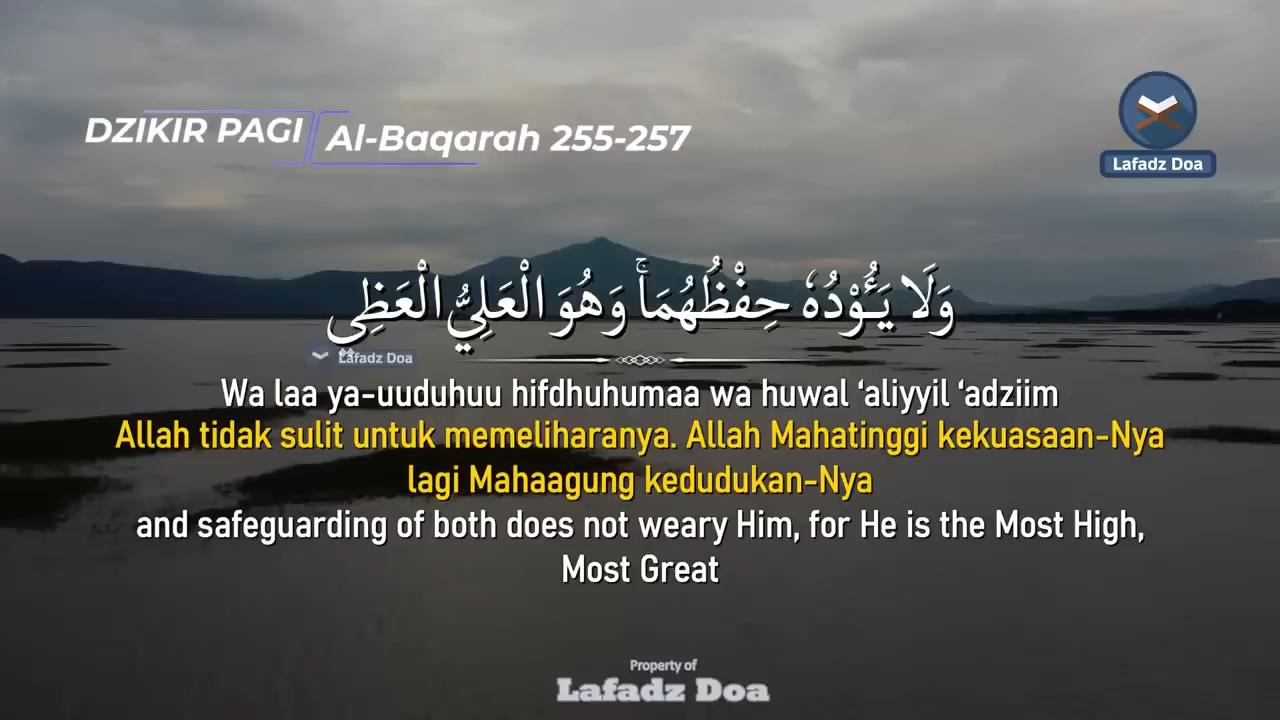 DZIKIR PAGI
Al-Baqarah 255-257
Lafadz Doa
وَلَا يَـُٔوْدُهٗ حِفْظُهُمَاۚ وَهُوَ الْعَلِيُّ الْعَظِي
Lafadz Doa
Wa laa ya-uuduhuu hifdhuhumaa wa huwal ‘aliyyil ‘adziim
Allah tidak sulit untuk memeliharanya. Allah Mahatinggi kekuasaan-Nya
lagi Mahaagung kedudukan-Nya
and safeguarding of both does not weary Him, for He is the Most High,
Most Great
Property of
Lafadz Doa